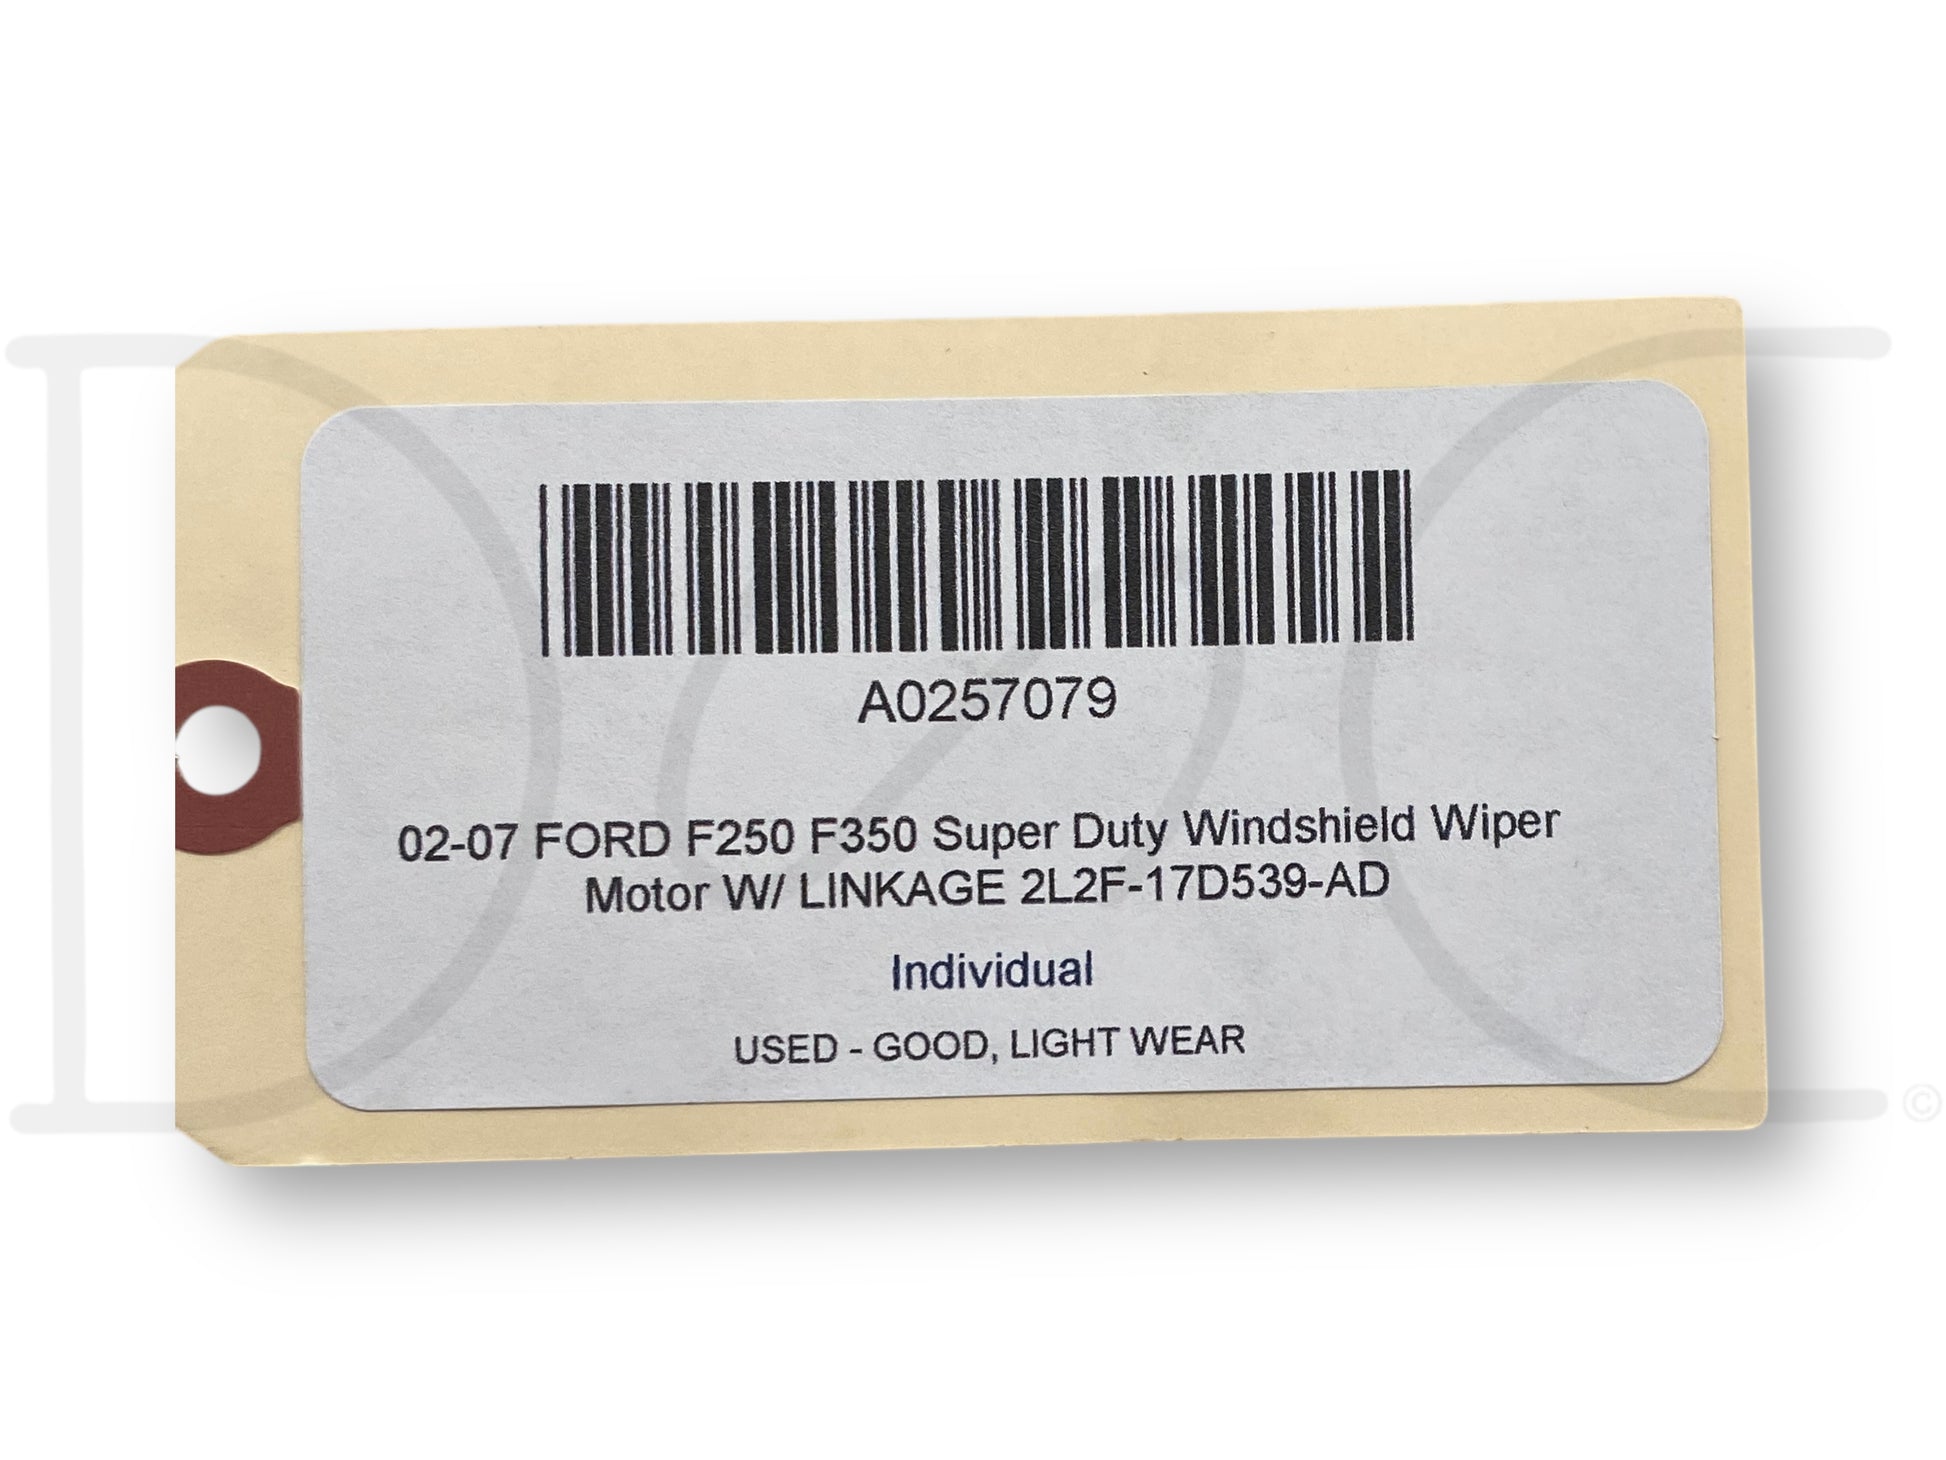 A0257079
02-07 FORD F250 F350 Super Duty Windshield Wiper
Motor W/ LINKAGE 2L2F-17D539-AD
Individual
USED - GOOD, LIGHT WEAR
©